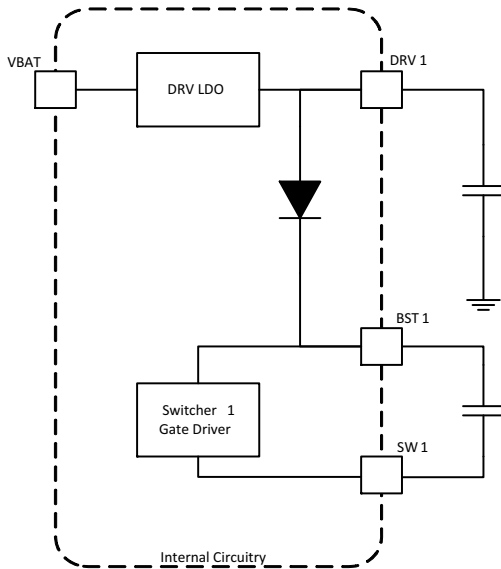 VBAT
DRV LDO
DRV 1
BST 1
Switcher 1
Gate Driver
SW 1
Internal Circuitry